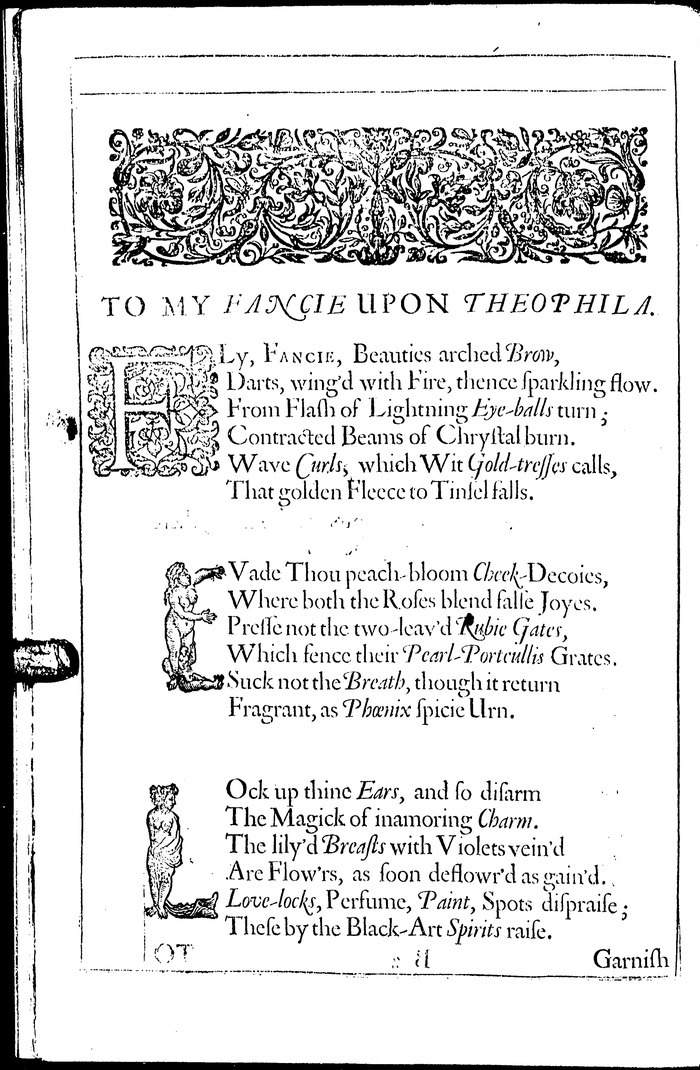 TO MY FANCIE UPON THEOPHILA.
FLy, FANCIE, Beauties arched Brow,
Darts, wing'd with Fire, thence ſparkling flow.
From Flaſh of Lightning Eye-balls turn;
Contracted Beams of Chryſtal burn.
Wave Curls, which Wit Gold-treſſes calls,
That golden Fleece to Tinſel falls.
EVade Thou peach-bloom Cheek-Decoies,
Where both the Roſes blend falſe Joyes.
Preſſe not the two-leav'd Rubie Gates,
Which fence their Pearl-Portcullis Grates.
Suck not the Breath, though it return
Fragrant, as Phœnix ſpicie Urn.
LOck up thine Ears, and ſo diſarm
The Magick of inamoring Charm.
The lily'd Breaſts with Violets vein'd
Are Flow'rs, as ſoon deflowr'd as gain'd.
Love-locks, Perfume, Paint, Spots diſpraiſe;
Theſe by the Black-Art Spirits raiſe.
Garniſh